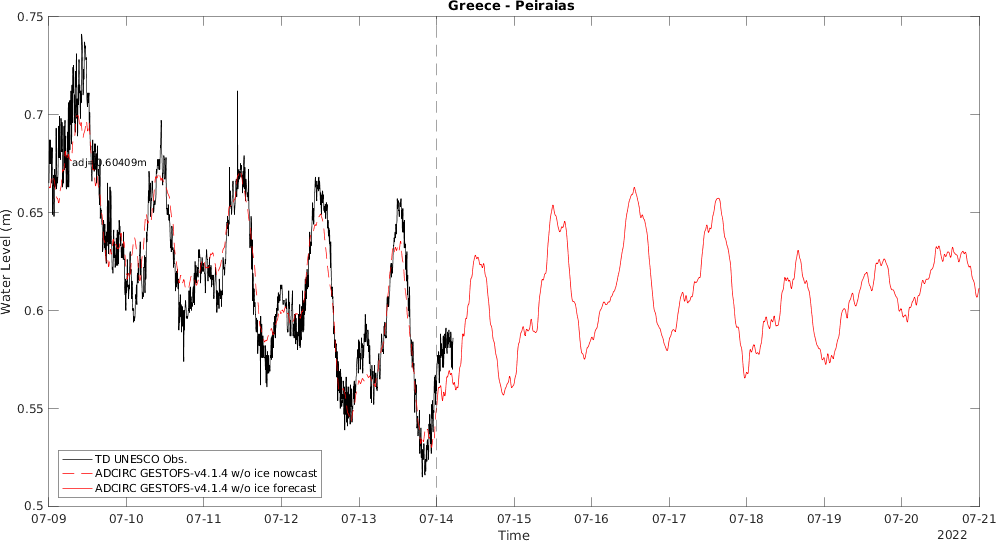 Greece - Peiraias
Water Level (m)
0.75
0.7
0.65
0.6
0.55
0.5
adj=0.60409m
TD UNESCO Obs.
ADCIRC GESTOFS-v4.1.4 w/o ice nowcast
ADCIRC GESTOFS-v4.1.4 w/o ice forecast
07-09 07-10 07-11 07-12 07-13 07-14 07-15 07-16 07-17 07-18 07-19 07-20 07-21
Time
2022